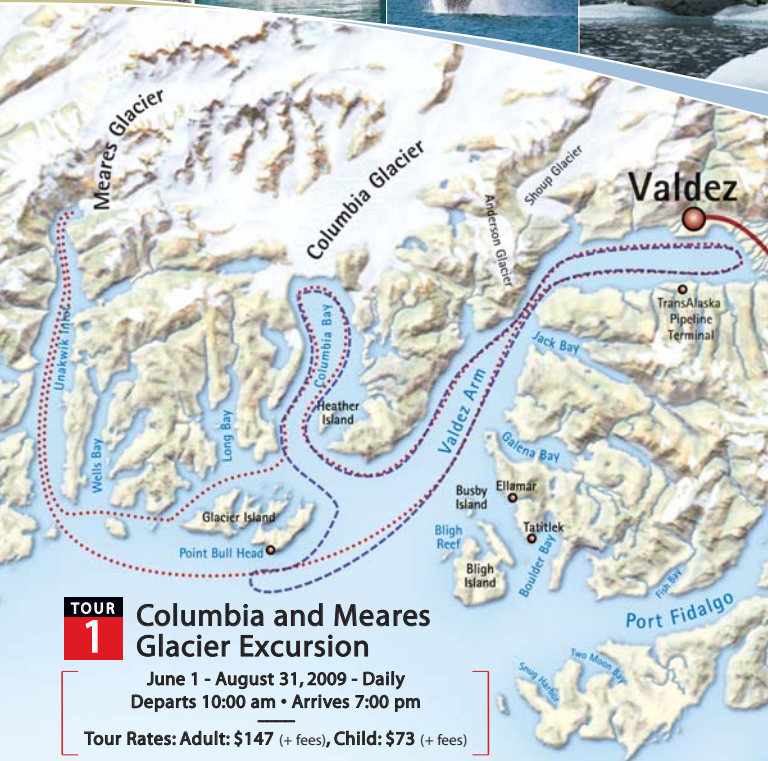 Meares Glacier
Columbia Glacier
Anderson Glacier
Shoup Glacier
Valdez
TransAlaska
Pipeline
Terminal
Jack Bay
Unakwik Inlet
Columbia Bay
Heather
Island
Valdez Arm
Wells Bay
Long Bay
Galena Bay
Busby
Island
Ellamar
Glacier Island
Bligh
Reef
Tatitlek
Point Bull Head
Bligh
Island
Boulder Bay
Fish Bay
Port Fidalgo
Two Moon Bay
Snug Harbor
TOUR
1
Columbia and Meares
Glacier Excursion
June 1 - August 31, 2009 - Daily
Departs 10:00 am • Arrives 7:00 pm
Tour Rates: Adult: $147 (+ fees), Child: $73 (+ fees)